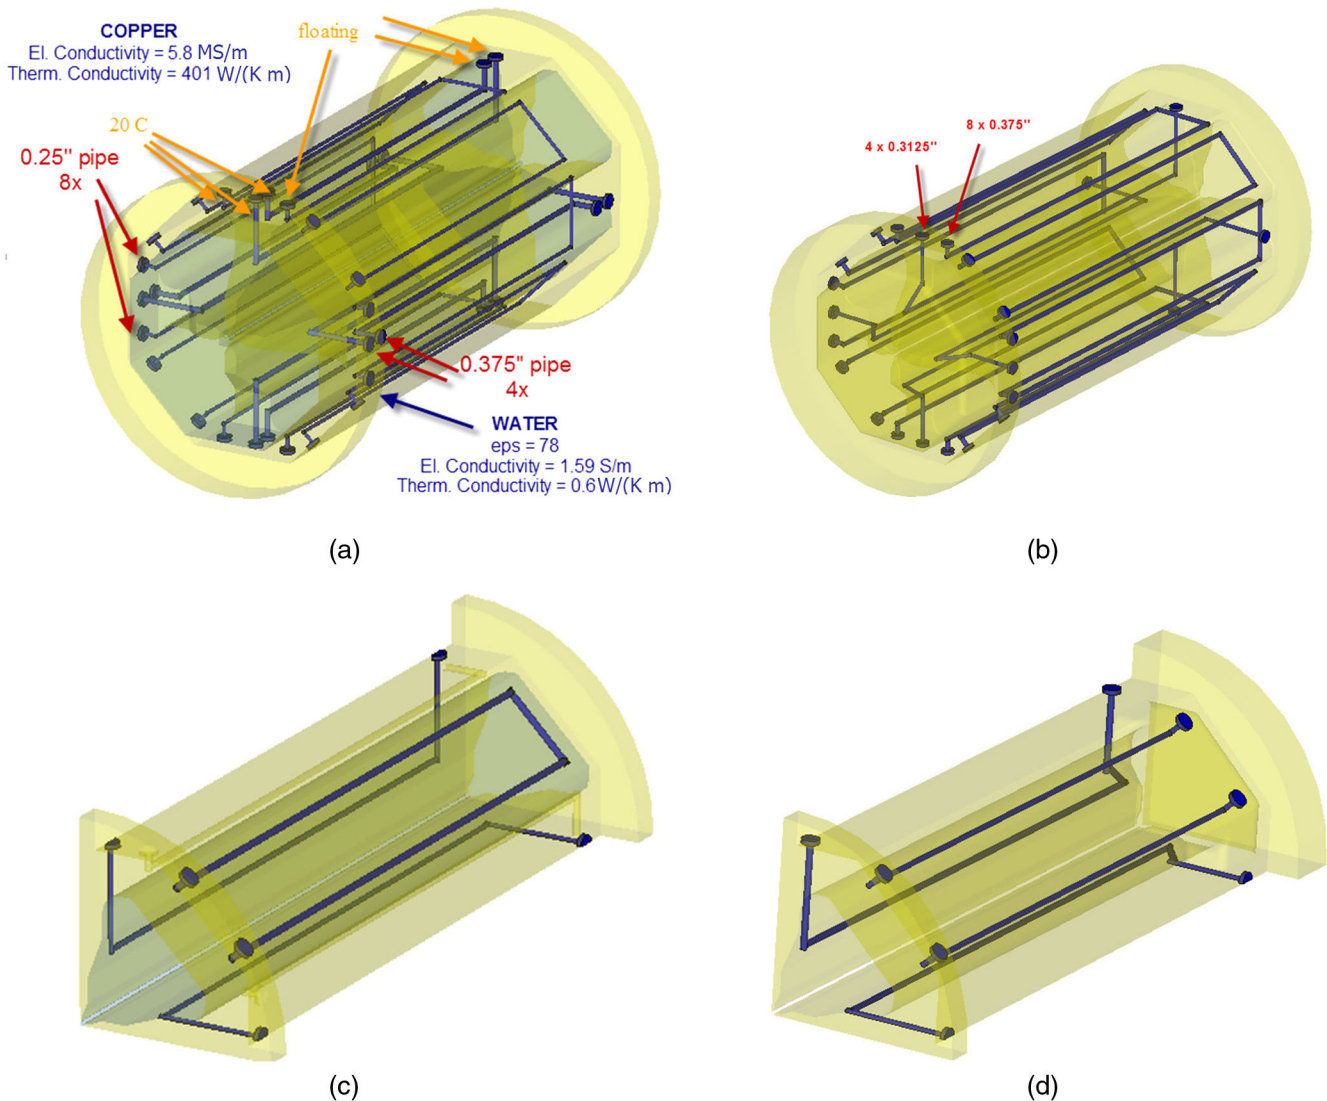 COPPER
El. Conductivity = 5.8 MS/m
Therm. Conductivity = 401 W/(K m)
floating
20 C
0.25" pipe
8x
0.375" pipe
4x
WATER
eps = 78
El. Conductivity = 1.59 S/m
Therm. Conductivity = 0.6W/(K m)
(a)
8 x 0.375"
4 x 0.3125"
(b)
(c)
(d)